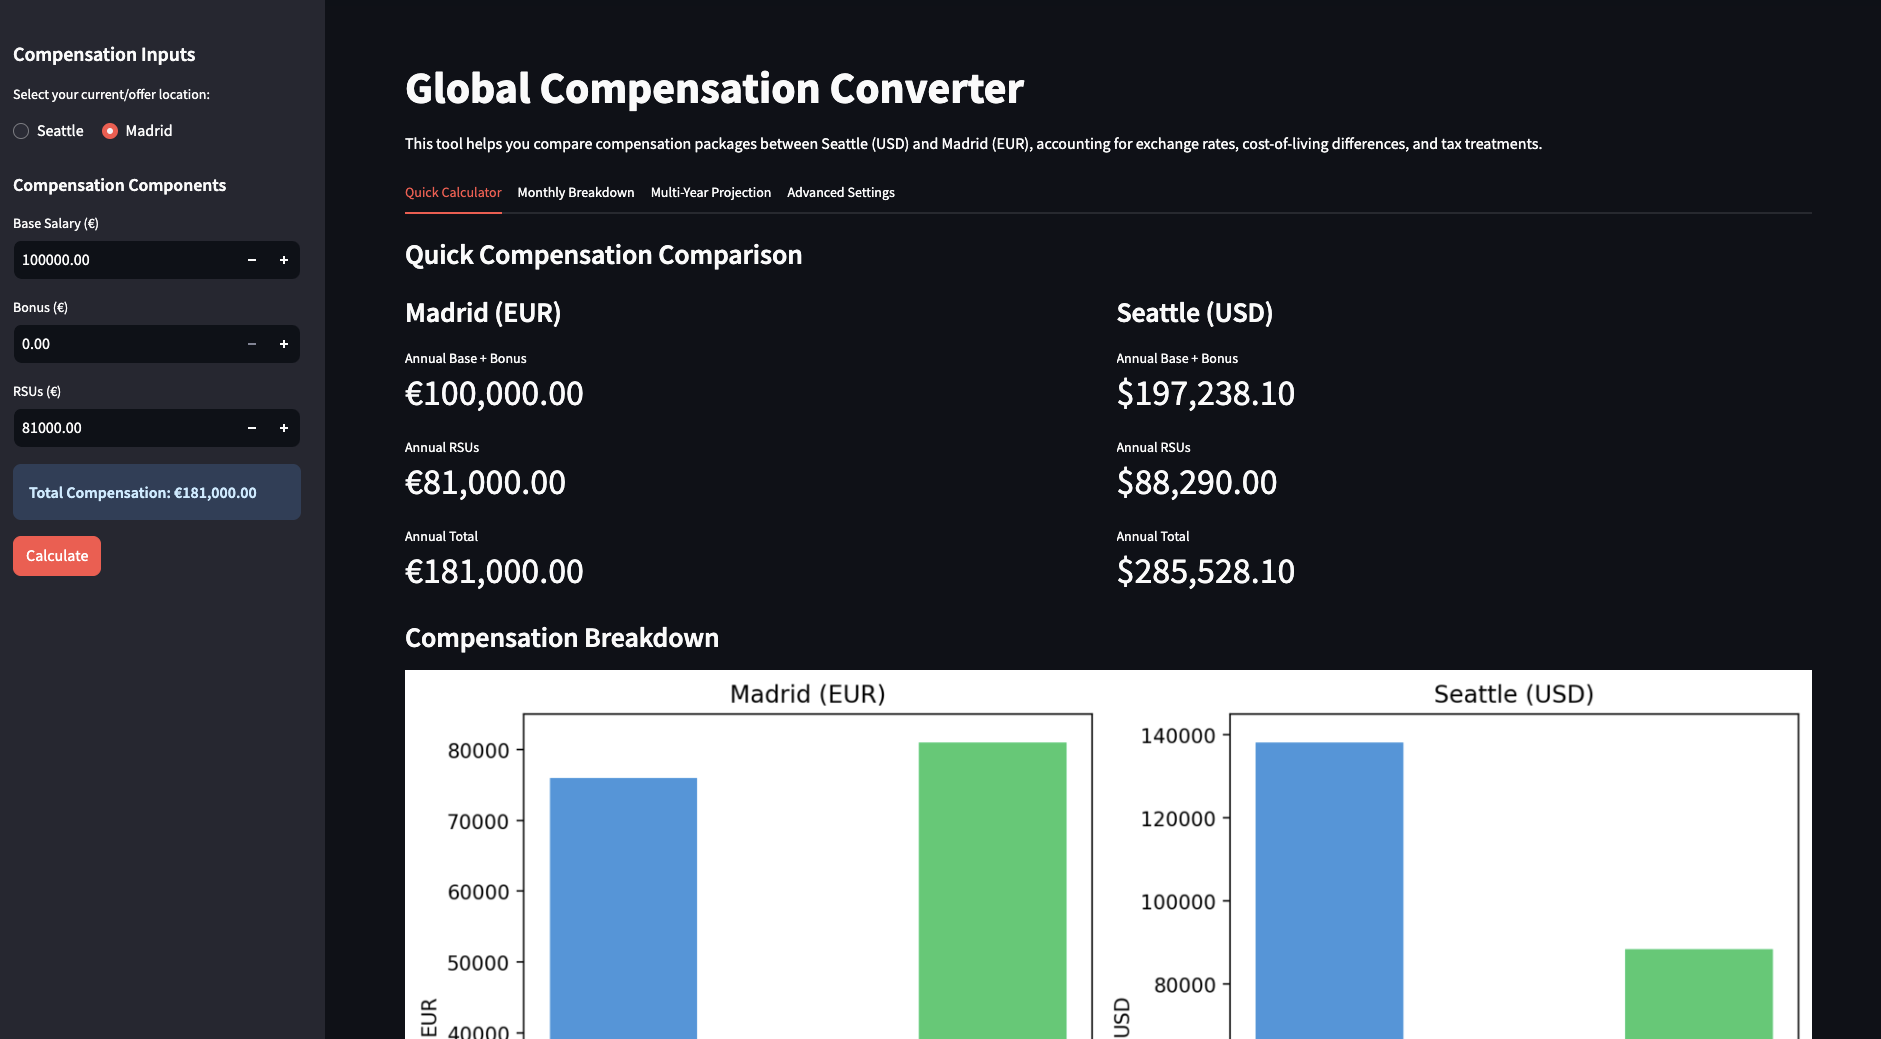 Compensation Inputs
Select your current/offer location:
Seattle
Madrid
Compensation Components
Base Salary (€)
100000.00
Bonus (€)
0.00
RSUs (€)
81000.00
Total Compensation: €181,000.00
Calculate
Global Compensation Converter
This tool helps you compare compensation packages between Seattle (USD) and Madrid (EUR), accounting for exchange rates, cost-of-living differences, and tax treatments.
Quick Calculator
Monthly Breakdown
Multi-Year Projection
Advanced Settings
Quick Compensation Comparison
Madrid (EUR)
Annual Base + Bonus
€100,000.00
Annual RSUs
€81,000.00
Annual Total
€181,000.00
Seattle (USD)
Annual Base + Bonus
$197,238.10
Annual RSUs
$88,290.00
Annual Total
$285,528.10
Compensation Breakdown
Madrid (EUR)
80000
70000
60000
50000
40000
EUR
Seattle (USD)
140000
120000
100000
80000
USD